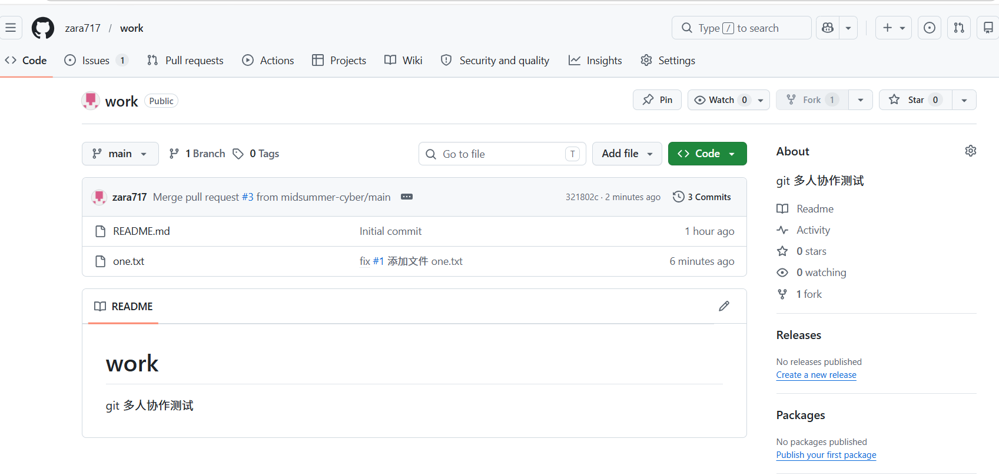 zara717 / work
Type / to search
Code
Issues 1
Pull requests
Actions
Projects
Wiki
Security and quality
Insights
Settings
work Public
Pin
Watch 0
Fork 1
Star 0
main
1 Branch
0 Tags
Go to file T
Add file
Code
zara717 Merge pull request #3 from midsummer-cyber/main
321802c · 2 minutes ago
3 Commits
README.md Initial commit 1 hour ago
one.txt fix #1 添加文件 one.txt 6 minutes ago
README
work
git 多人协作测试
About
git 多人协作测试
Readme
Activity
0 stars
0 watching
1 fork
Releases
No releases published
Create a new release
Packages
No packages published
Publish your first package